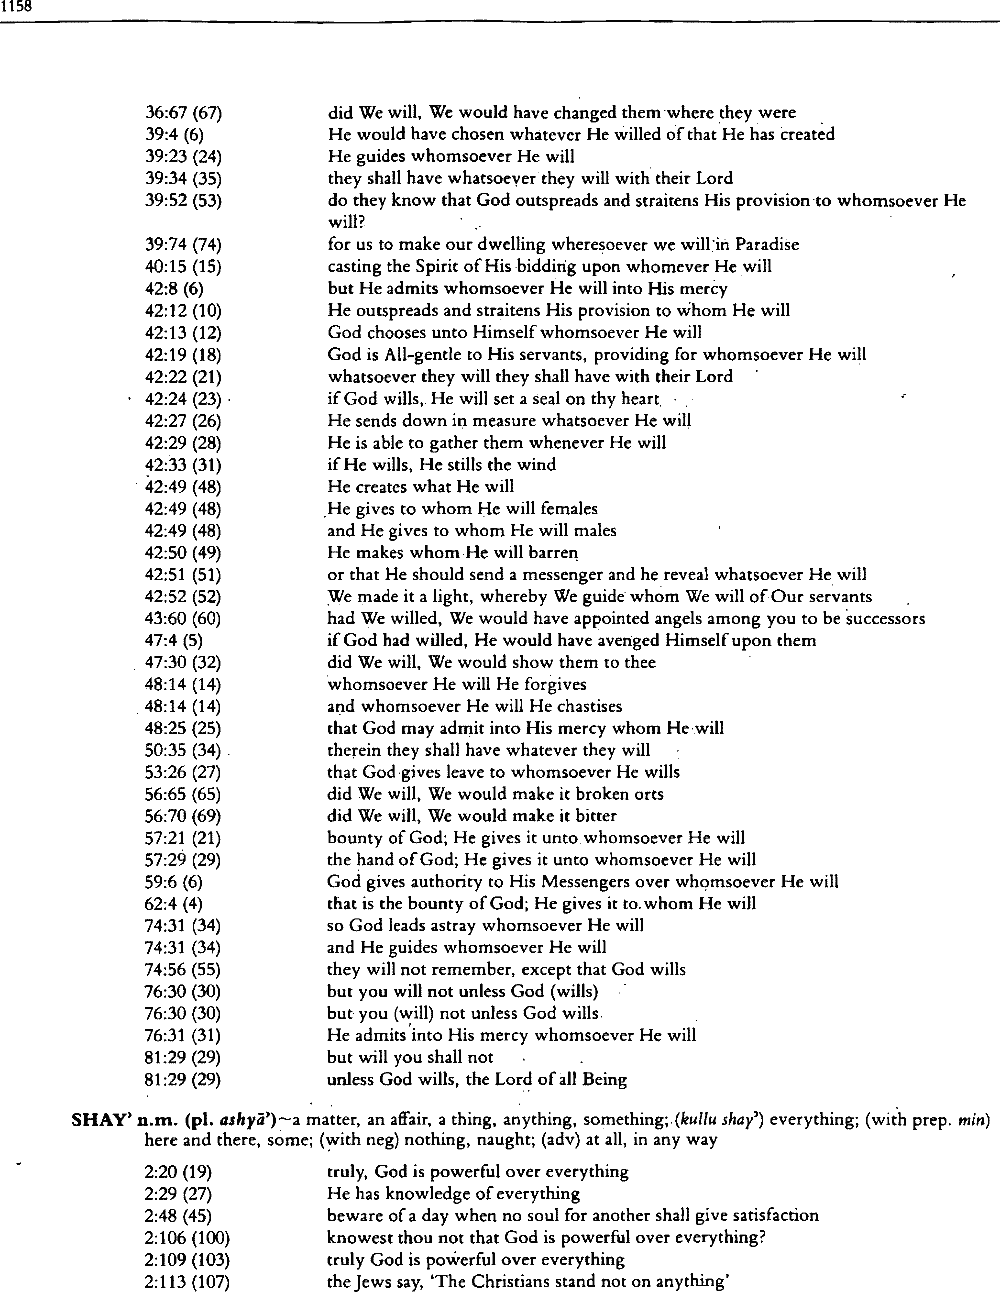 1158
36:67 (67) did We will, We would have changed them where they were
39:4 (6) He would have chosen whatever He willed of that He has created
39:23 (24) He guides whomsoever He will
39:34 (35) they shall have whatsoever they will with their Lord
39:52 (53) do they know that God outspreads and straitens His provision to whomsoever He
will?
39:74 (74) for us to make our dwelling wheresoever we will in Paradise
40:15 (15) casting the Spirit of His bidding upon whomever He will
42:8 (6) but He admits whomsoever He will into His mercy
42:12 (10) He outspreads and straitens His provision to whom He will
42:13 (12) God chooses unto Himself whomsoever He will
42:19 (18) God is All-gentle to His servants, providing for whomsoever He will
42:22 (21) whatsoever they will they shall have with their Lord
42:24 (23) if God wills, He will set a seal on thy heart
42:27 (26) He sends down in measure whatsoever He will
42:29 (28) He is able to gather them whenever He will
42:33 (31) if He wills, He stills the wind
42:49 (48) He creates what He will
42:49 (48) He gives to whom He will females
42:49 (48) and He gives to whom He will males
42:50 (49) He makes whom He will barren
42:51 (51) or that He should send a messenger and he reveal whatsoever He will
42:52 (52) We made it a light, whereby We guide whom We will of Our servants
43:60 (60) had We willed, We would have appointed angels among you to be successors
47:4 (5) if God had willed, He would have avenged Himself upon them
47:30 (32) did We will, We would show them to thee
48:14 (14) whomsoever He will He forgives
48:14 (14) and whomsoever He will He chastises
48:25 (25) that God may admit into His mercy whom He will
50:35 (34) therein they shall have whatever they will
53:26 (27) that God gives leave to whomsoever He wills
56:65 (65) did We will, We would make it broken orts
56:70 (69) did We will, We would make it bitter
57:21 (21) bounty of God; He gives it unto whomsoever He will
57:29 (29) the hand of God; He gives it unto whomsoever He will
59:6 (6) God gives authority to His Messengers over whomsoever He will
62:4 (4) that is the bounty of God; He gives it to whom He will
74:31 (34) so God leads astray whomsoever He will
74:31 (34) and He guides whomsoever He will
74:56 (55) they will not remember, except that God wills
76:30 (30) but you will not unless God (wills)
76:30 (30) but you (will) not unless God wills
76:31 (31) He admits into His mercy whomsoever He will
81:29 (29) but will you shall not
81:29 (29) unless God wills, the Lord of all Being
SHAY' n.m. (pl. ashyā')~a matter, an affair, a thing, anything, something; (kullu shay') everything; (with prep. min)
here and there, some; (with neg) nothing, naught; (adv) at all, in any way
2:20 (19) truly, God is powerful over everything
2:29 (27) He has knowledge of everything
2:48 (45) beware of a day when no soul for another shall give satisfaction
2:106 (100) knowest thou not that God is powerful over everything?
2:109 (103) truly God is powerful over everything
2:113 (107) the Jews say, 'The Christians stand not on anything'